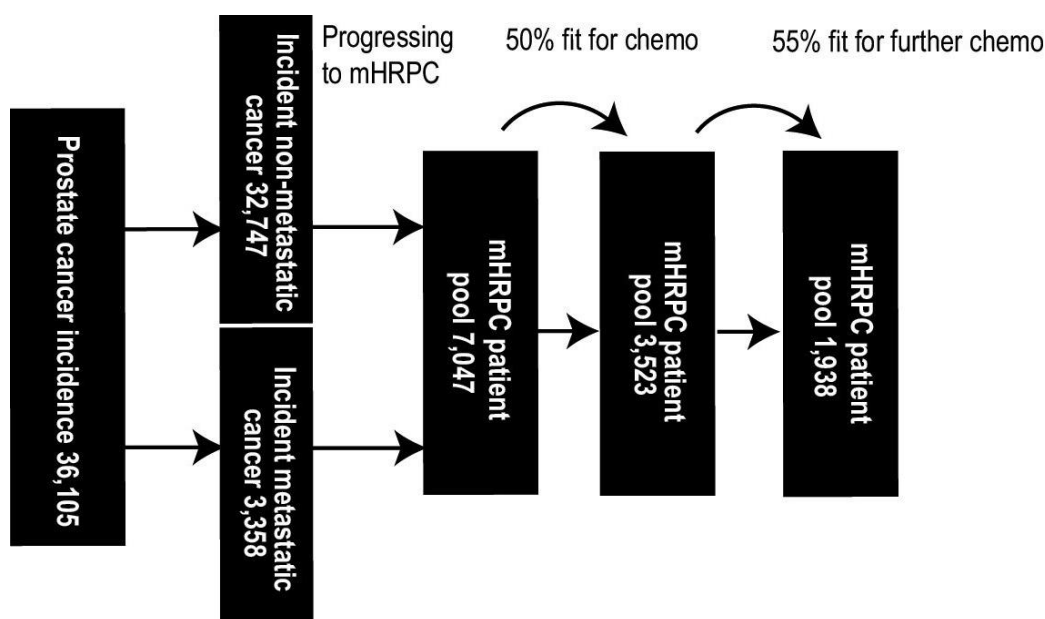 Prostate cancer incidence 36,105
Incident non-metastatic
cancer 32,747
Incident metastatic
cancer 3,358
Progressing
to mHRPC
mHRPC patient
pool 7,047
50% fit for chemo
mHRPC patient
pool 3,523
55% fit for further chemo
mHRPC patient
pool 1,938